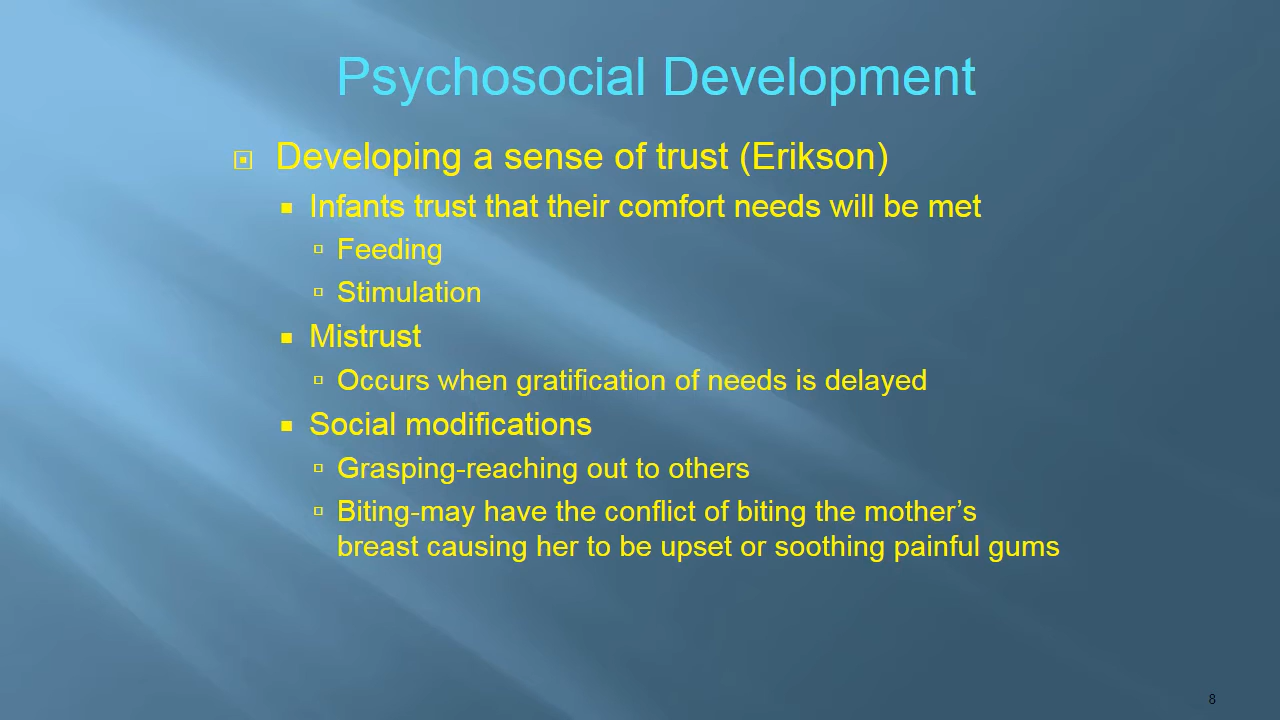 Psychosocial Development
Developing a sense of trust (Erikson)
Infants trust that their comfort needs will be met
Feeding
Stimulation
Mistrust
Occurs when gratification of needs is delayed
Social modifications
Grasping-reaching out to others
Biting-may have the conflict of biting the mother’s
breast causing her to be upset or soothing painful gums
8